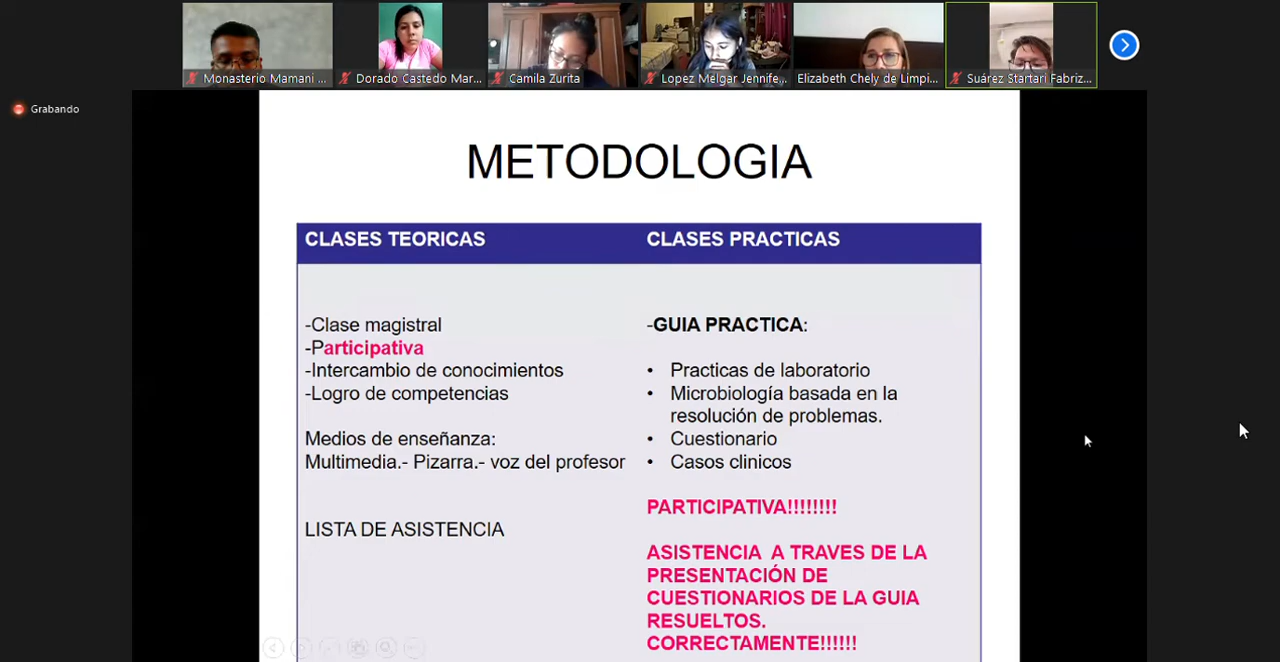 Monasterio Mamani ...
Dorado Castedo Mar...
Camila Zurita
Lopez Melgar Jennife...
Elizabeth Chely de Limpi...
Suárez Startari Fabriz...
Grabando
METODOLOGIA
CLASES TEORICAS
-Clase magistral
-Participativa
-Intercambio de conocimientos
-Logro de competencias
Medios de enseñanza:
Multimedia.- Pizarra.- voz del profesor
LISTA DE ASISTENCIA
CLASES PRACTICAS
-GUIA PRACTICA:
• Practicas de laboratorio
• Microbiología basada en la
resolución de problemas.
• Cuestionario
• Casos clinicos
PARTICIPATIVA!!!!!!!!
ASISTENCIA A TRAVES DE LA
PRESENTACIÓN DE
CUESTIONARIOS DE LA GUIA
RESUELTOS.
CORRECTAMENTE!!!!!!